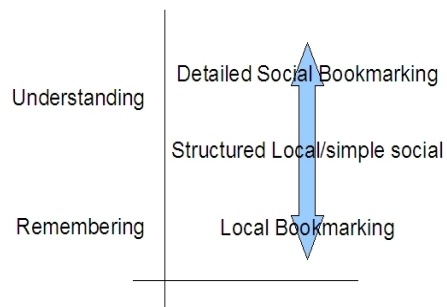 Detailed Social Bookmarking
Understanding
Structured Local/simple social
Remembering
Local Bookmarking